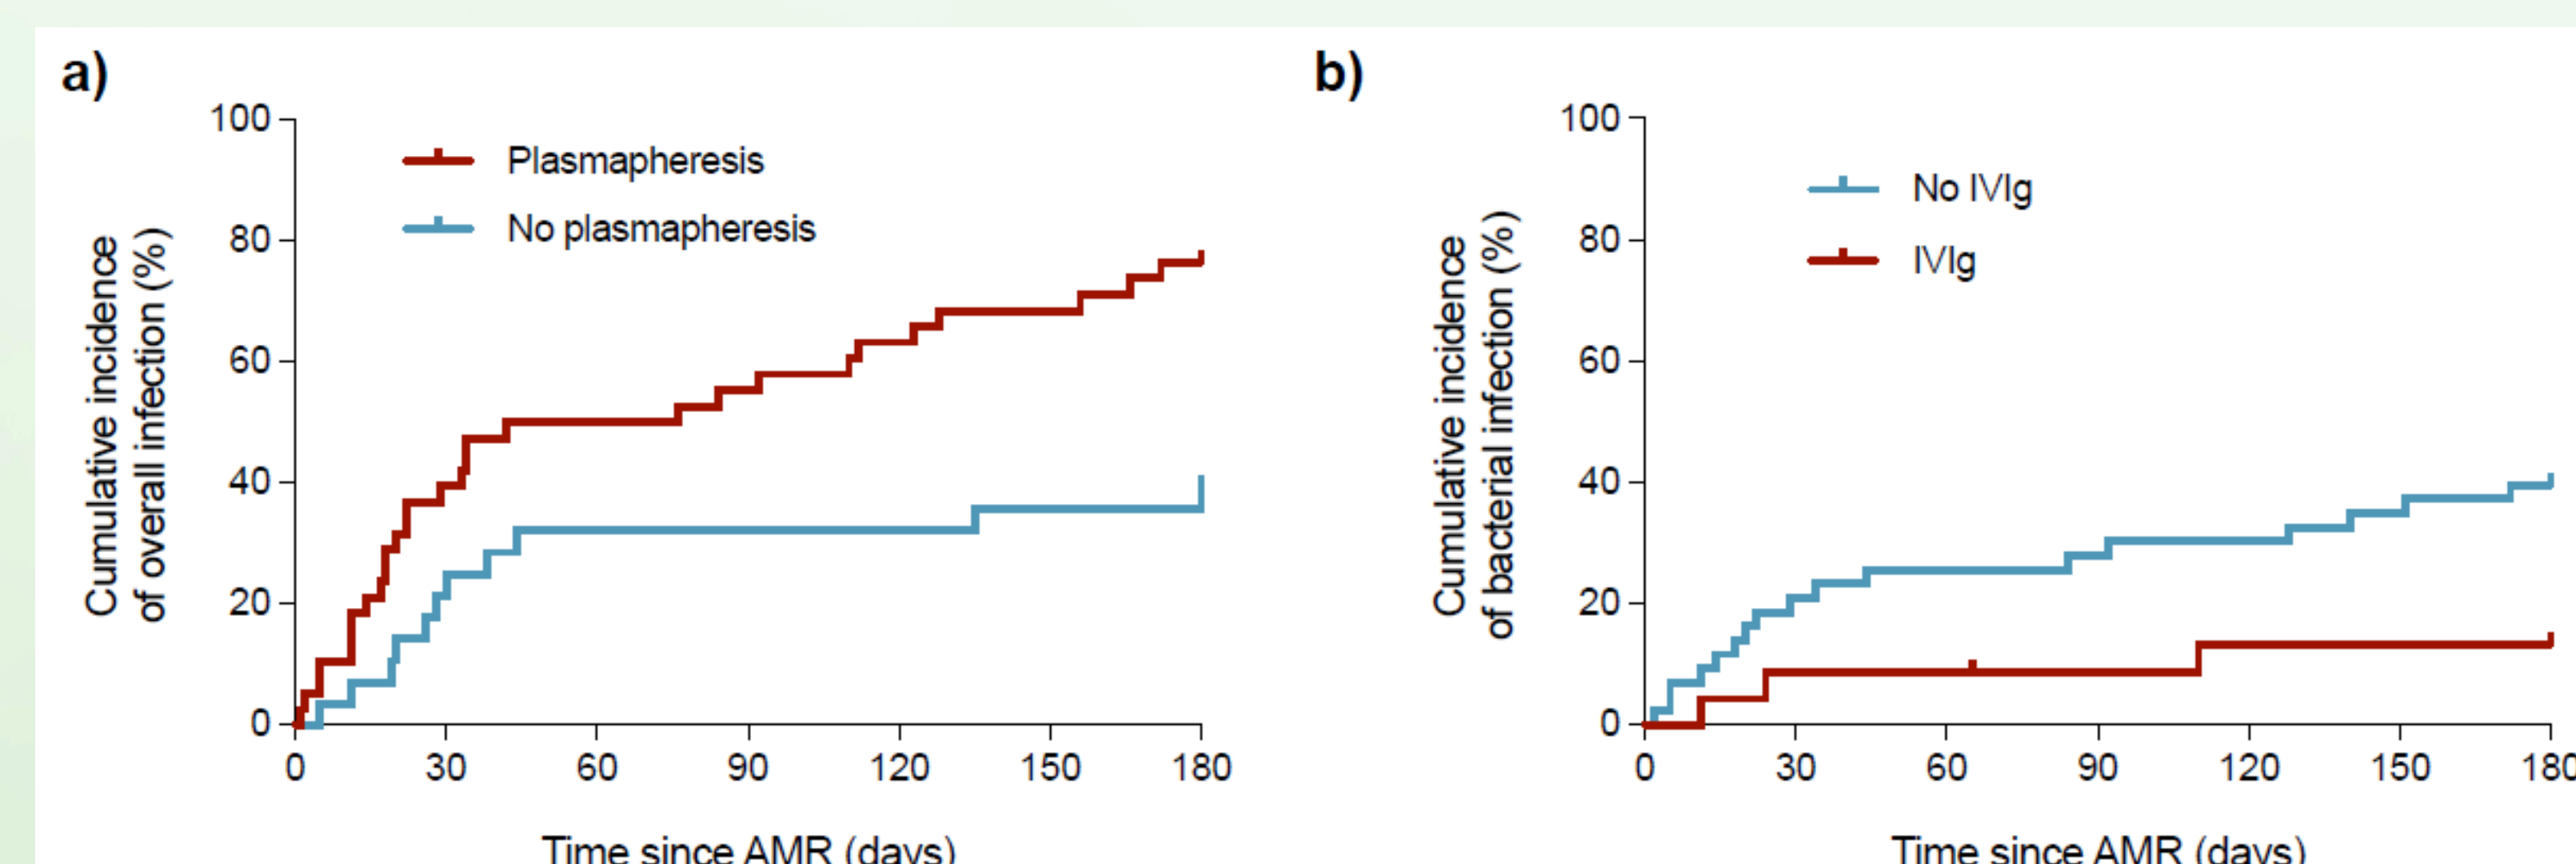 a)
100
80
60
40
20
0
Cumulative incidence
of overall infection (%)
Plasmapheresis
No plasmapheresis
0 30 60 90 120 150 180
Time since AMR (days)
b)
100
80
60
40
20
0
Cumulative incidence
of bacterial infection (%)
No IVIg
IVIg
0 30 60 90 120 150 180
Time since AMR (days)